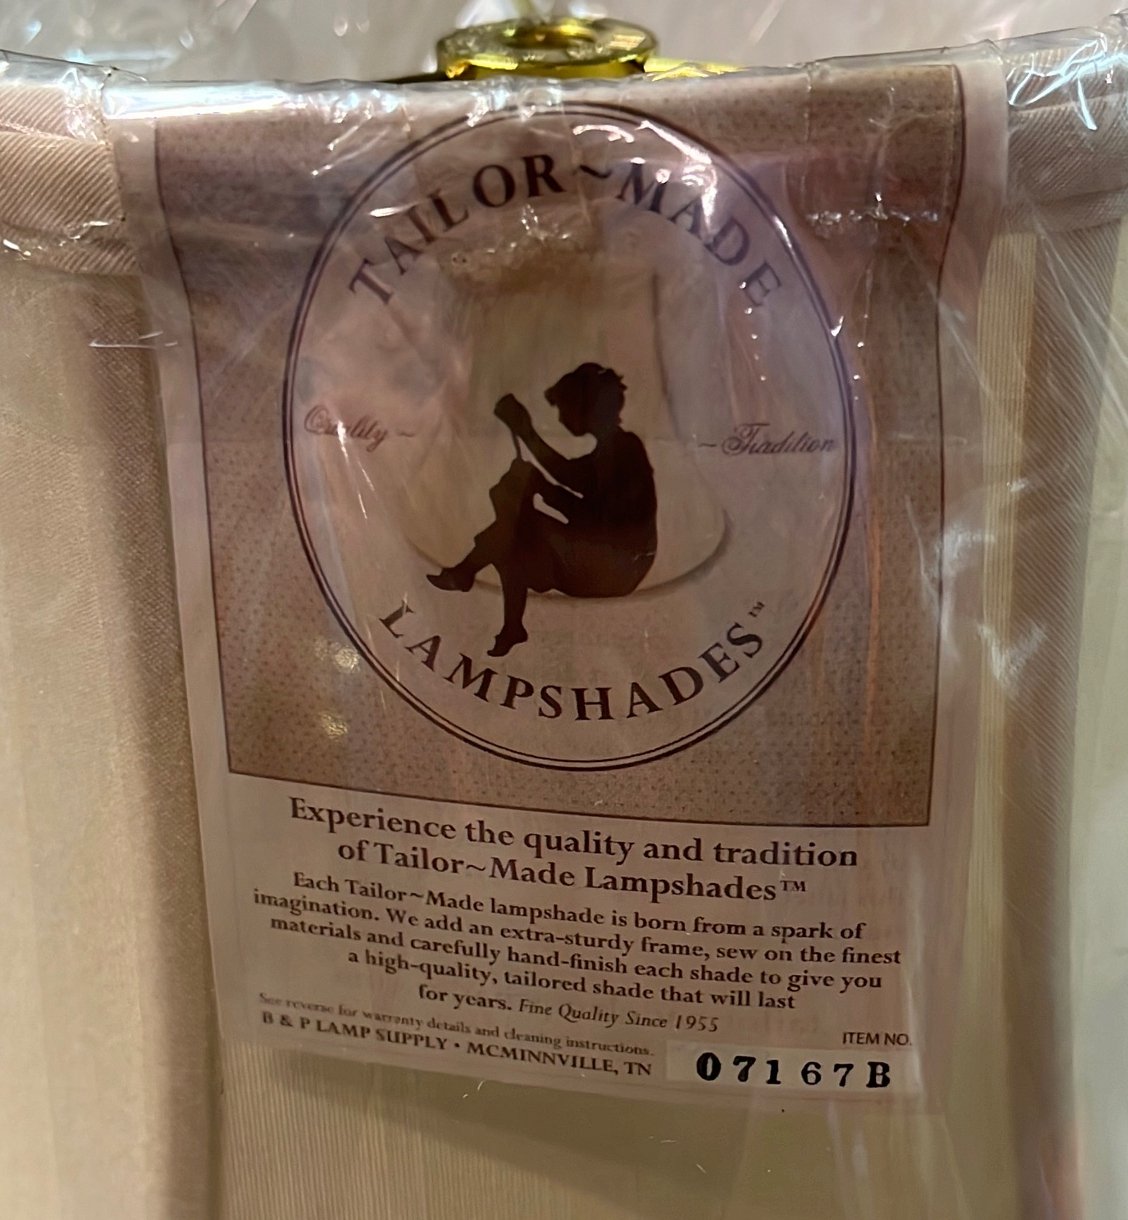 TAILOR~MADE
Quality ~
~ Tradition
LAMPSHADES™
Experience the quality and tradition
of Tailor~Made Lampshades™
Each Tailor~Made lampshade is born from a spark of
imagination. We add an extra-sturdy frame, sew on the finest
materials and carefully hand-finish each shade to give you
a high-quality, tailored shade that will last
for years. Fine Quality Since 1955
See reverse for warranty details and cleaning instructions.
B & P LAMP SUPPLY • MCMINNVILLE, TN
ITEM NO.
07167B